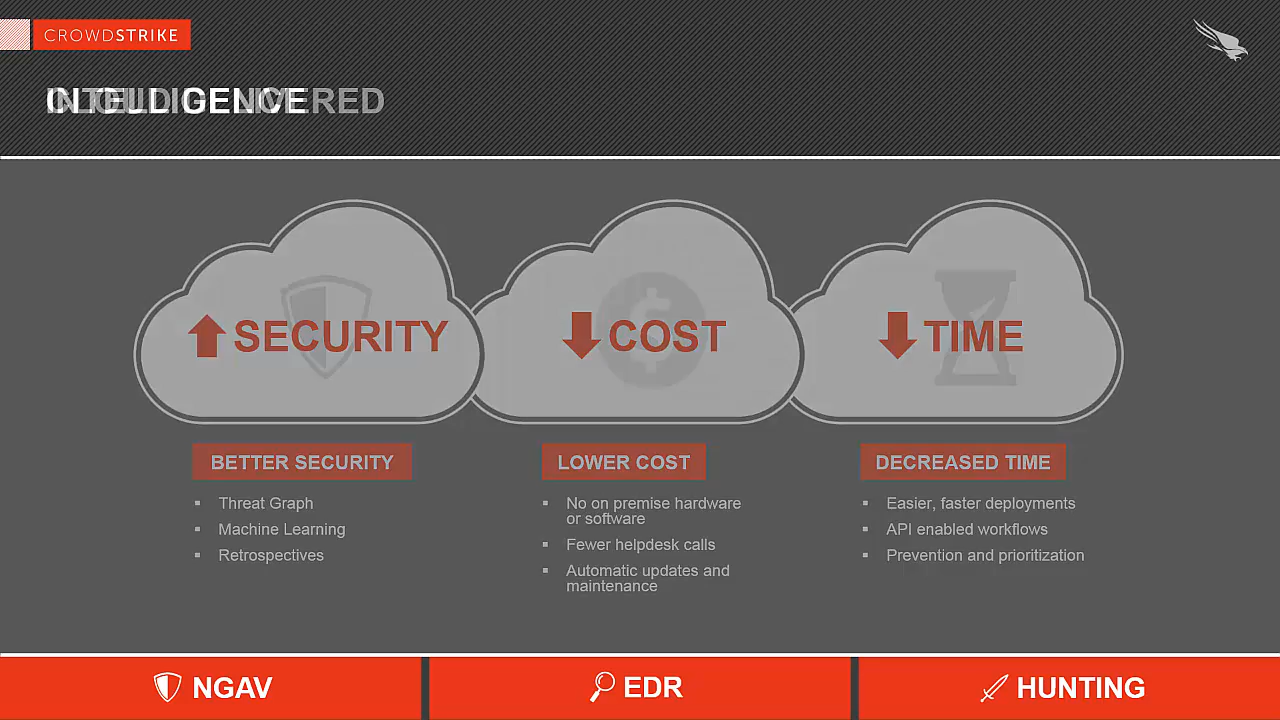 CROWDSTRIKE
INTELLIGENCE
SECURITY
COST
TIME
BETTER SECURITY
Threat Graph
Machine Learning
Retrospectives
LOWER COST
No on premise hardware
or software
Fewer helpdesk calls
Automatic updates and
maintenance
DECREASED TIME
Easier, faster deployments
API enabled workflows
Prevention and prioritization
NGAV
EDR
HUNTING